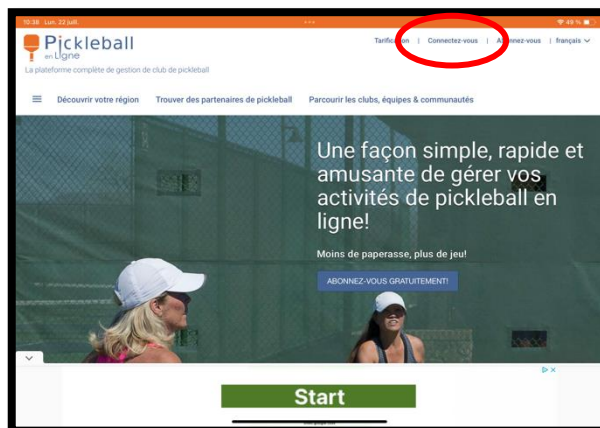 10:38 Lun. 22 juill.
49 %
Pickleball
en Ligne
La plateforme complète de gestion de club de pickleball
Tarification | Connectez-vous | Abonnez-vous | français
Découvrir votre région Trouver des partenaires de pickleball Parcourir les clubs, équipes & communautés
Une façon simple, rapide et
amusante de gérer vos
activités de pickleball en
ligne!
Moins de paperasse, plus de jeu!
ABONNEZ-VOUS GRATUITEMENT!
Start